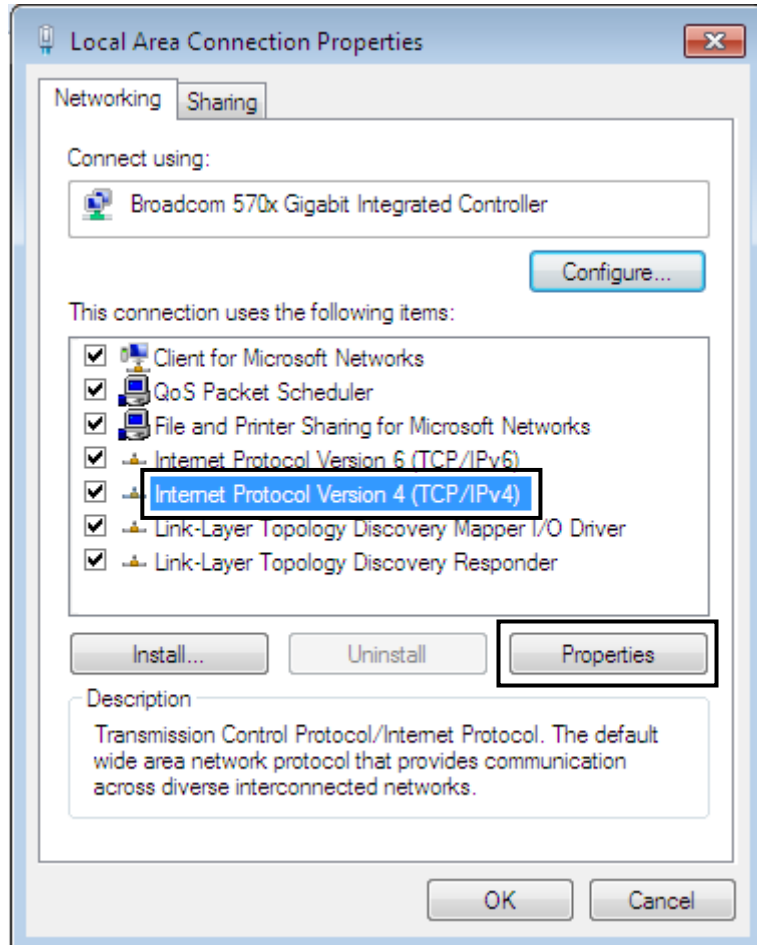 Local Area Connection Properties
Networking
Sharing
Connect using:
Broadcom 570x Gigabit Integrated Controller
Configure...
This connection uses the following items:
Client for Microsoft Networks
QoS Packet Scheduler
File and Printer Sharing for Microsoft Networks
Internet Protocol Version 6 (TCP/IPv6)
Internet Protocol Version 4 (TCP/IPv4)
Link-Layer Topology Discovery Mapper I/O Driver
Link-Layer Topology Discovery Responder
Install...
Uninstall
Properties
Description
Transmission Control Protocol/Internet Protocol. The default
wide area network protocol that provides communication
across diverse interconnected networks.
OK
Cancel